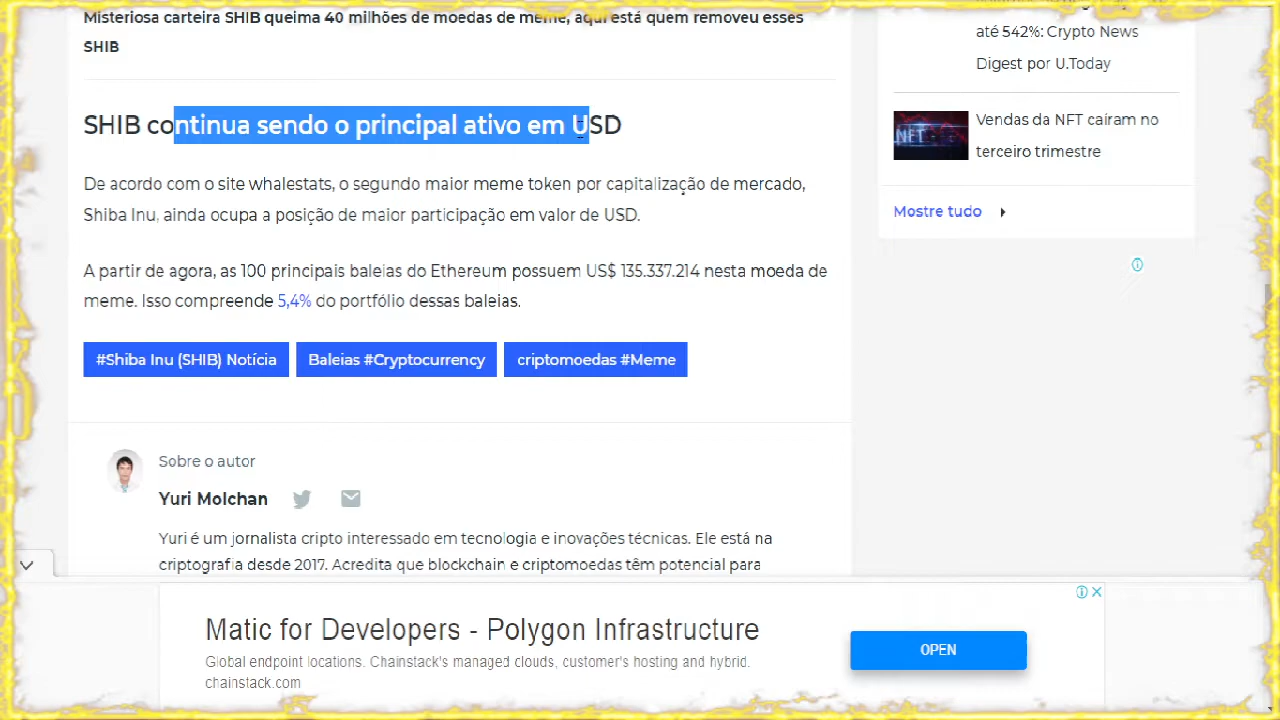 Misteriosa carteira SHIB queima 40 milhões de moedas de meme, aqui está quem removeu esses
SHIB
SHIB continua sendo o principal ativo em USD
De acordo com o site whalestats, o segundo maior meme token por capitalização de mercado,
Shiba Inu, ainda ocupa a posição de maior participação em valor de USD.
A partir de agora, as 100 principais baleias do Ethereum possuem US$ 135.337.214 nesta moeda de
meme. Isso compreende 5,4% do portfólio dessas baleias.
#Shiba Inu (SHIB) Notícia
Baleias #Cryptocurrency
criptomoedas #Meme
Sobre o autor
Yuri Molchan
Yuri é um jornalista cripto interessado em tecnologia e inovações técnicas. Ele está na
criptografia desde 2017. Acredita que blockchain e criptomoedas têm potencial para
até 542%: Crypto News
Digest por U.Today
NFT
Vendas da NFT caíram no
terceiro trimestre
Mostre tudo
Matic for Developers - Polygon Infrastructure
Global endpoint locations. Chainstack's managed clouds, customer's hosting and hybrid.
chainstack.com
OPEN